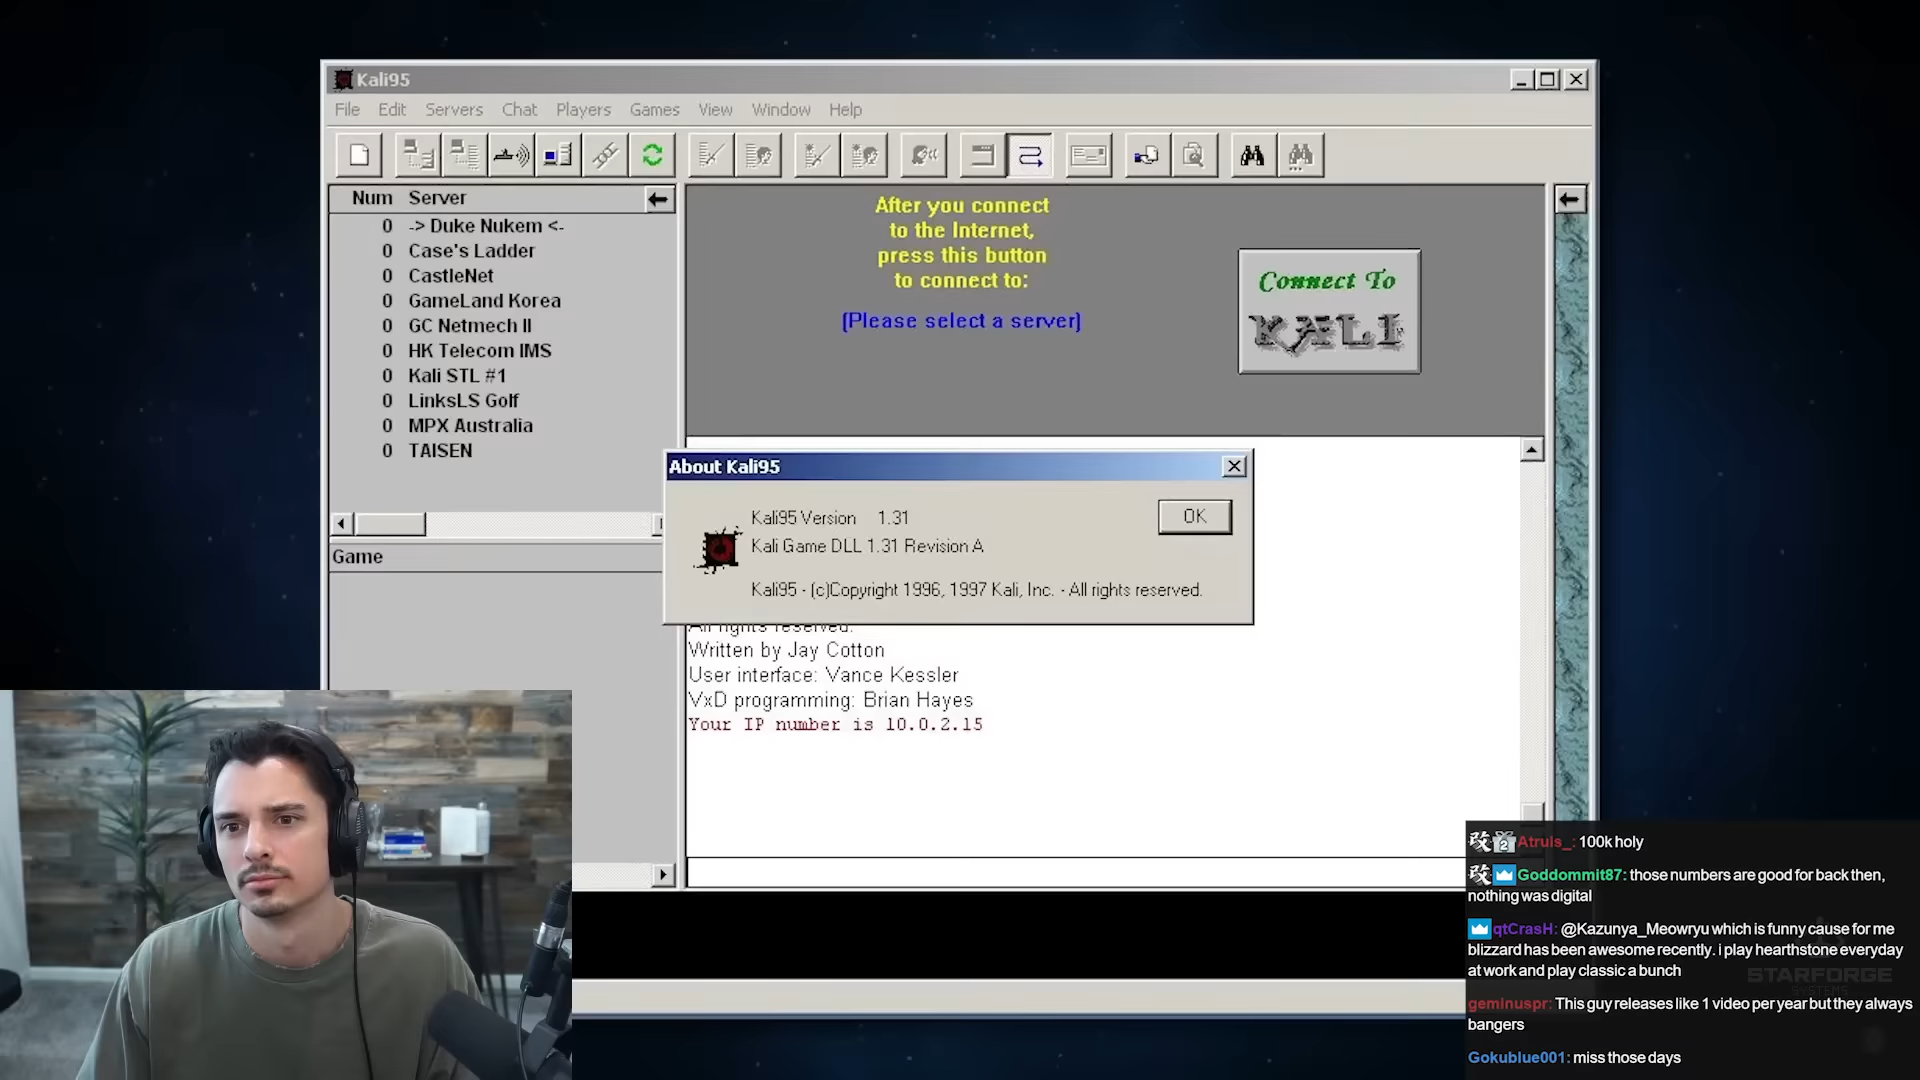 Kali95
File Edit Servers Chat Players Games View Window Help
Num Server
0 -> Duke Nukem <-
0 Case's Ladder
0 CastleNet
0 GameLand Korea
0 GC Netmech II
0 HK Telecom IMS
0 Kali STL #1
0 LinksLS Golf
0 MPX Australia
0 TAISEN
Game
After you connect
to the Internet,
press this button
to connect to:
(Please select a server)
Connect To
KALI
About Kali95
Kali95 Version 1.31
Kali Game DLL 1.31 Revision A
Kali95 - (c)Copyright 1996, 1997 Kali, Inc. - All rights reserved.
OK
All rights reserved.
Written by Jay Cotton
User interface: Vance Kessler
VxD programming: Brian Hayes
Your IP number is 10.0.2.15
改 2 Atruis_: 100k holy
改 Goddommit87: those numbers are good for back then,
nothing was digital
qtCrasH: @Kazunya_Meowryu which is funny cause for me
blizzard has been awesome recently. i play hearthstone everyday
at work and play classic a bunch
geminuspr: This guy releases like 1 video per year but they always
bangers
Gokublue001: miss those days
STARFORGE
SYSTEMS